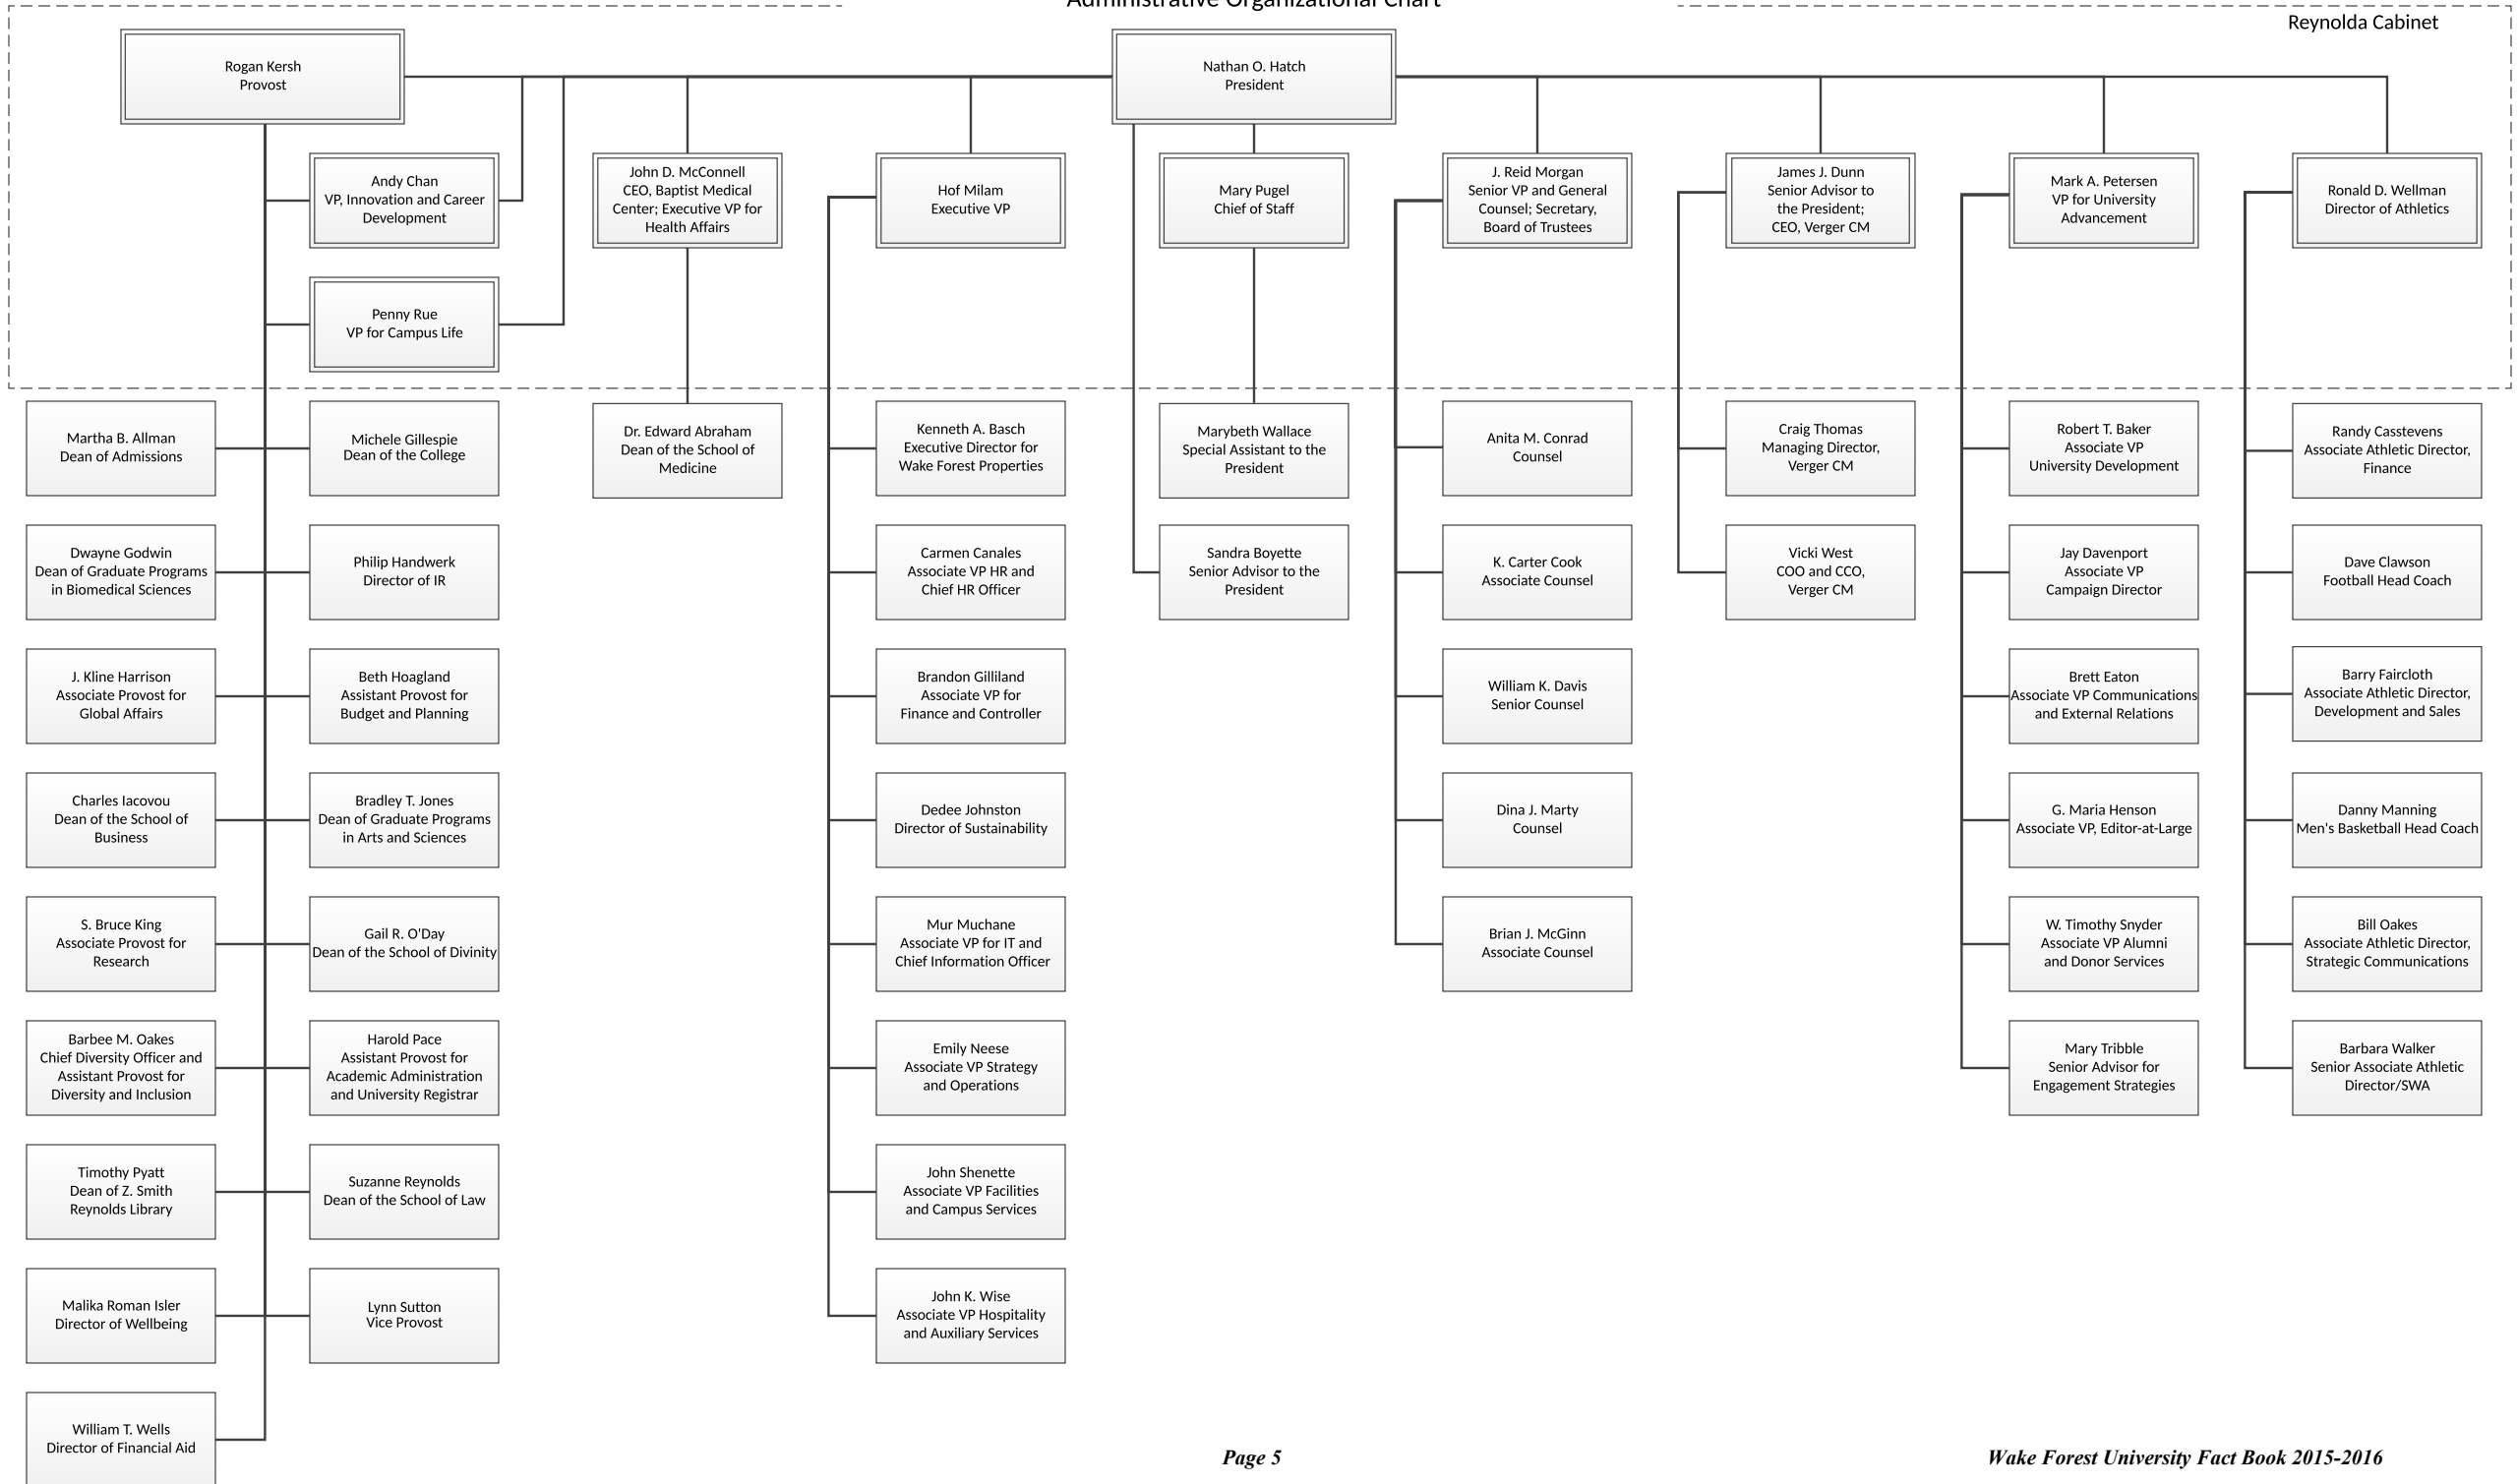 Administrative Organizational Chart
Reynolda Cabinet
Rogan Kersh
Provost
Nathan O. Hatch
President
Andy Chan
VP, Innovation and Career
Development
John D. McConnell
CEO, Baptist Medical
Center; Executive VP for
Health Affairs
Hof Milam
Executive VP
Mary Pugel
Chief of Staff
J. Reid Morgan
Senior VP and General
Counsel; Secretary,
Board of Trustees
James J. Dunn
Senior Advisor to
the President;
CEO, Verger CM
Mark A. Petersen
VP for University
Advancement
Ronald D. Wellman
Director of Athletics
Penny Rue
VP for Campus Life
Martha B. Allman
Dean of Admissions
Michele Gillespie
Dean of the College
Dr. Edward Abraham
Dean of the School of
Medicine
Kenneth A. Basch
Executive Director for
Wake Forest Properties
Marybeth Wallace
Special Assistant to the
President
Anita M. Conrad
Counsel
Craig Thomas
Managing Director,
Verger CM
Robert T. Baker
Associate VP
University Development
Randy Casstevens
Associate Athletic Director,
Finance
Dwayne Godwin
Dean of Graduate Programs
in Biomedical Sciences
Philip Handwerk
Director of IR
Carmen Canales
Associate VP HR and
Chief HR Officer
Sandra Boyette
Senior Advisor to the
President
K. Carter Cook
Associate Counsel
Vicki West
COO and CCO,
Verger CM
Jay Davenport
Associate VP
Campaign Director
Dave Clawson
Football Head Coach
J. Kline Harrison
Associate Provost for
Global Affairs
Beth Hoagland
Assistant Provost for
Budget and Planning
Brandon Gilliland
Associate VP for
Finance and Controller
William K. Davis
Senior Counsel
Brett Eaton
Associate VP Communications
and External Relations
Barry Faircloth
Associate Athletic Director,
Development and Sales
Charles Iacovou
Dean of the School of
Business
Bradley T. Jones
Dean of Graduate Programs
in Arts and Sciences
Dedee Johnston
Director of Sustainability
Dina J. Marty
Counsel
G. Maria Henson
Associate VP, Editor-at-Large
Danny Manning
Men's Basketball Head Coach
S. Bruce King
Associate Provost for
Research
Gail R. O'Day
Dean of the School of Divinity
Mur Muchane
Associate VP for IT and
Chief Information Officer
Brian J. McGinn
Associate Counsel
W. Timothy Snyder
Associate VP Alumni
and Donor Services
Bill Oakes
Associate Athletic Director,
Strategic Communications
Barbee M. Oakes
Chief Diversity Officer and
Assistant Provost for
Diversity and Inclusion
Harold Pace
Assistant Provost for
Academic Administration
and University Registrar
Emily Neese
Associate VP Strategy
and Operations
Mary Tribble
Senior Advisor for
Engagement Strategies
Barbara Walker
Senior Associate Athletic
Director/SWA
Timothy Pyatt
Dean of Z. Smith
Reynolds Library
Suzanne Reynolds
Dean of the School of Law
John Shenette
Associate VP Facilities
and Campus Services
Malika Roman Isler
Director of Wellbeing
Lynn Sutton
Vice Provost
John K. Wise
Associate VP Hospitality
and Auxiliary Services
William T. Wells
Director of Financial Aid
Page 5
Wake Forest University Fact Book 2015-2016